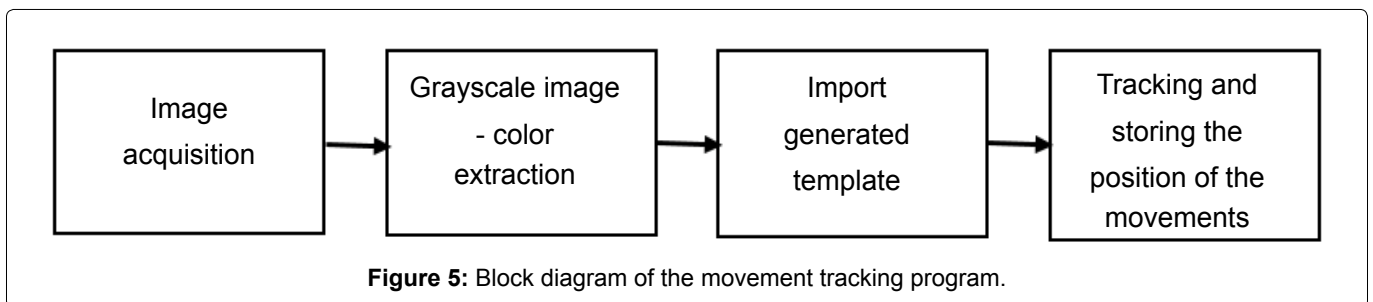 Image
acquisition
Grayscale image
- color
extraction
Import
generated
template
Tracking and
storing the
position of the
movements
Figure 5: Block diagram of the movement tracking program.